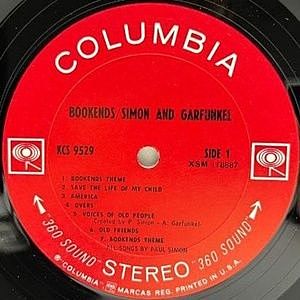 COLUMBIA
BOOKENDS SIMON AND GARFUNKEL
KCS 9529
SIDE 1
XSM
1. BOOKENDS THEME
2. SAVE THE LIFE OF MY CHILD
3. AMERICA
4. OVERS
5. VOICES OF OLD PEOPLE
(Created by P. Simon - A. Garfunkel)
6. OLD FRIENDS
7. BOOKENDS THEME
ALL SONGS BY PAUL SIMON
"360 SOUND" STEREO "360 SOUND"
® "COLUMBIA" MARCAS REG. PRINTED IN U.S.A.